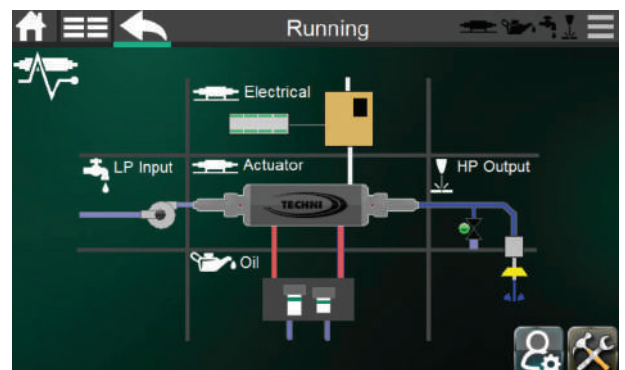 Running
Electrical
LP Input
Actuator
HP Output
TECHNI
Oil